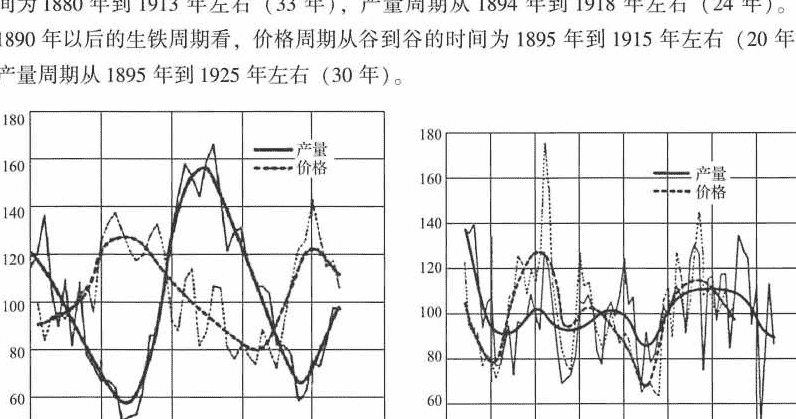 间为 1880 年到 1913 年左右（33 年），产量周期从 1894 年到 1918 年左右（24 年）。
1890 年以后的生铁周期看，价格周期从谷到谷的时间为 1895 年到 1915 年左右（20 年
产量周期从 1895 年到 1925 年左右（30 年）。
180
160
140
120
100
80
60
产量
价格
180
160
140
120
100
80
60
产量
价格